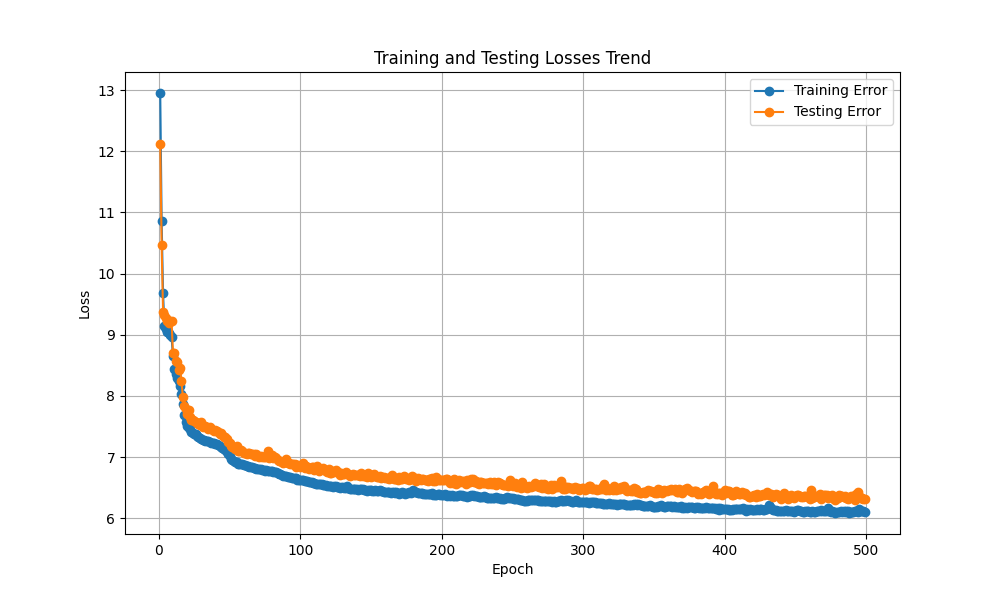 Training and Testing Losses Trend
Training Error
Testing Error
Loss
13
12
11
10
9
8
7
6
0 100 200 300 400 500
Epoch